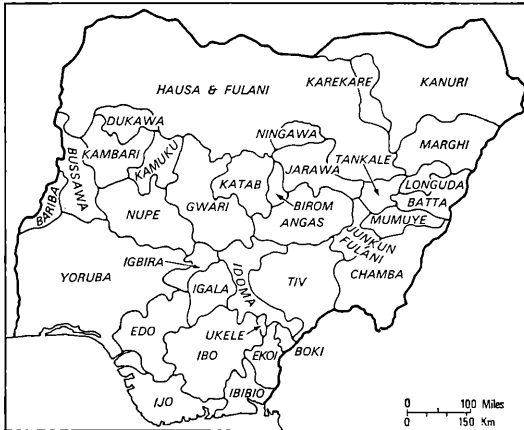 HAUSA & FULANI
KAREKARE
KANURI
DUKAWA
NINGAWA
MARGHI
KAMBARI
KAMUKU
JARAWA
TANKALE
BUSSAWA
KATAB
LONGUDA
BARIBA
NUPE
GWARI
BIROM
BATTA
ANGAS
MUMUYE
JUNKUN
FULANI
IGBIRA
YORUBA
IGALA
IDOMA
TIV
CHAMBA
EDO
UKELE
IBO
EKOI
BOKI
IJO
IBIBIO
0 100 Miles
0 150 Km